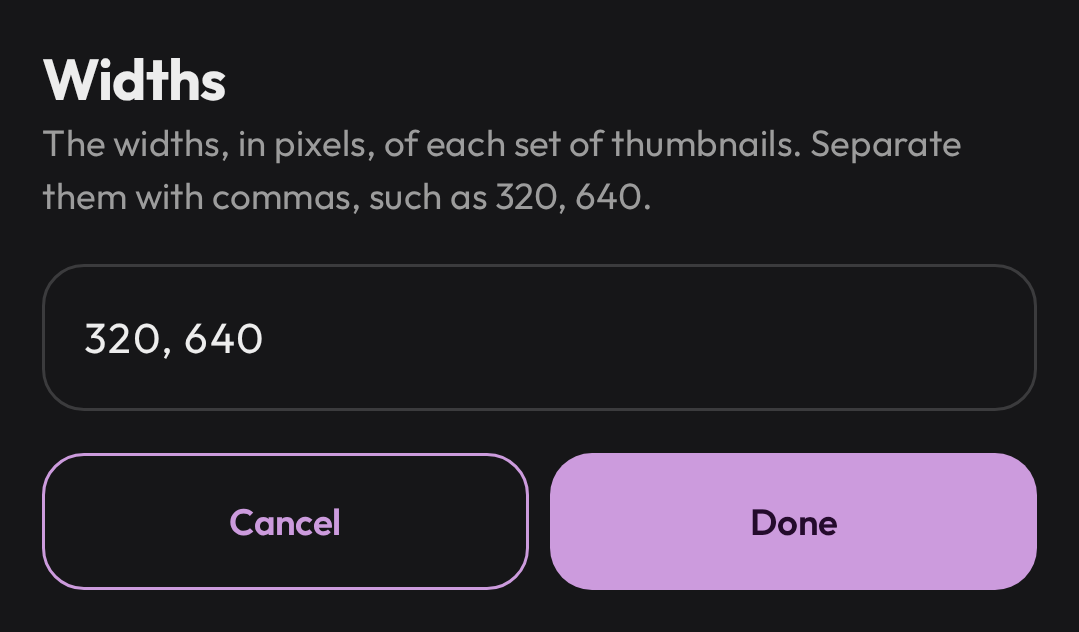 Widths
The widths, in pixels, of each set of thumbnails. Separate
them with commas, such as 320, 640.
320, 640
Cancel
Done